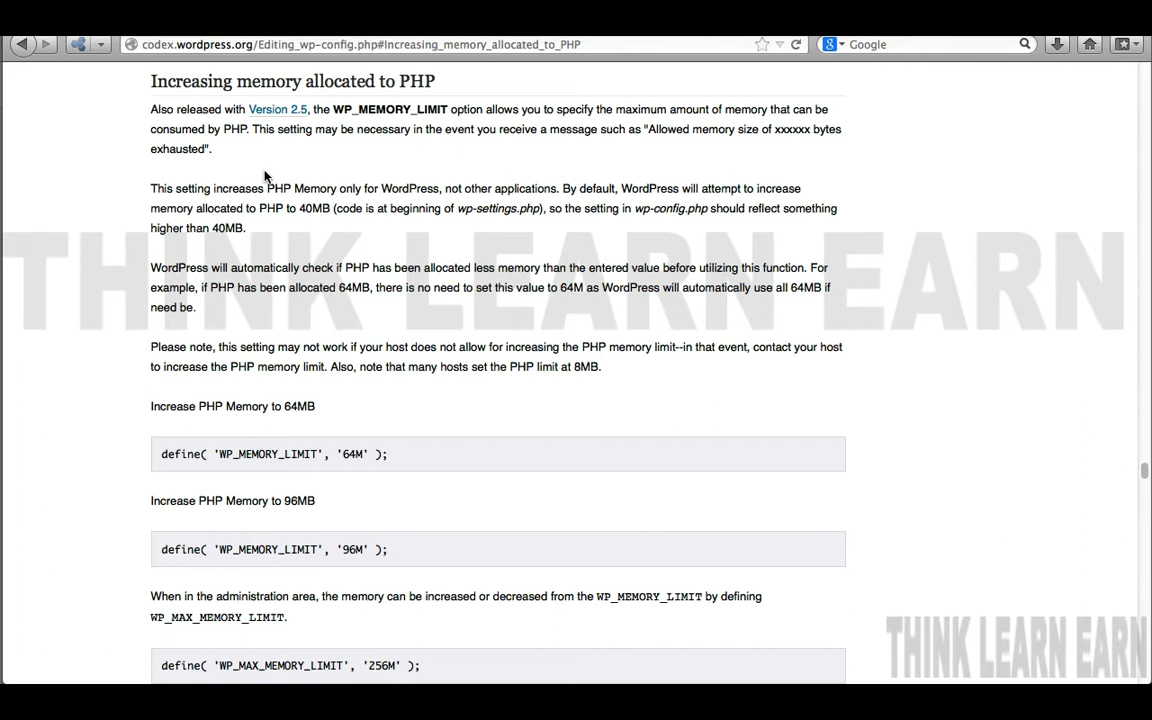 codex.wordpress.org/Editing_wp-config.php#Increasing_memory_allocated_to_PHP
Google
Increasing memory allocated to PHP
Also released with Version 2.5, the WP_MEMORY_LIMIT option allows you to specify the maximum amount of memory that can be
consumed by PHP. This setting may be necessary in the event you receive a message such as "Allowed memory size of xxxxxx bytes
exhausted".
This setting increases PHP Memory only for WordPress, not other applications. By default, WordPress will attempt to increase
memory allocated to PHP to 40MB (code is at beginning of wp-settings.php), so the setting in wp-config.php should reflect something
higher than 40MB.
THINK LEARN EARN
WordPress will automatically check if PHP has been allocated less memory than the entered value before utilizing this function. For
example, if PHP has been allocated 64MB, there is no need to set this value to 64M as WordPress will automatically use all 64MB if
need be.
Please note, this setting may not work if your host does not allow for increasing the PHP memory limit--in that event, contact your host
to increase the PHP memory limit. Also, note that many hosts set the PHP limit at 8MB.
Increase PHP Memory to 64MB
define( 'WP_MEMORY_LIMIT', '64M' );
Increase PHP Memory to 96MB
define( 'WP_MEMORY_LIMIT', '96M' );
When in the administration area, the memory can be increased or decreased from the WP_MEMORY_LIMIT by defining
WP_MAX_MEMORY_LIMIT.
define( 'WP_MAX_MEMORY_LIMIT', '256M' );
THINK LEARN EARN